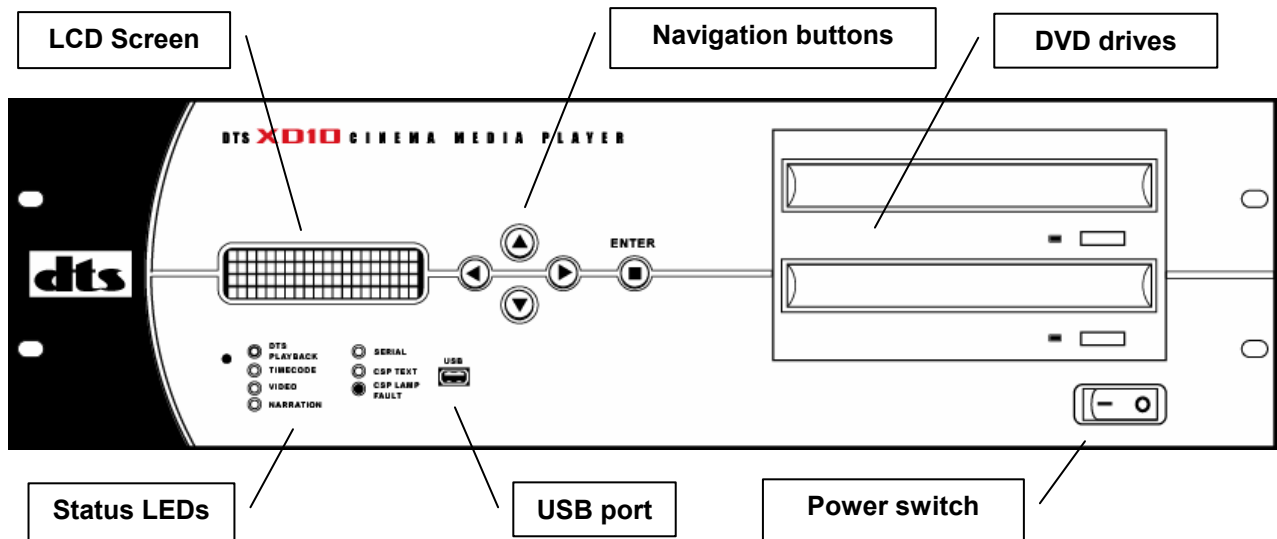 LCD Screen
Navigation buttons
DVD drives
DTS XD10 CINEMA MEDIA PLAYER
ENTER
dts
DTS
PLAYBACK
TIMECODE
VIDEO
NARRATION
SERIAL
CSP TEXT
CSP LAMP
FAULT
USB
Status LEDs
USB port
Power switch